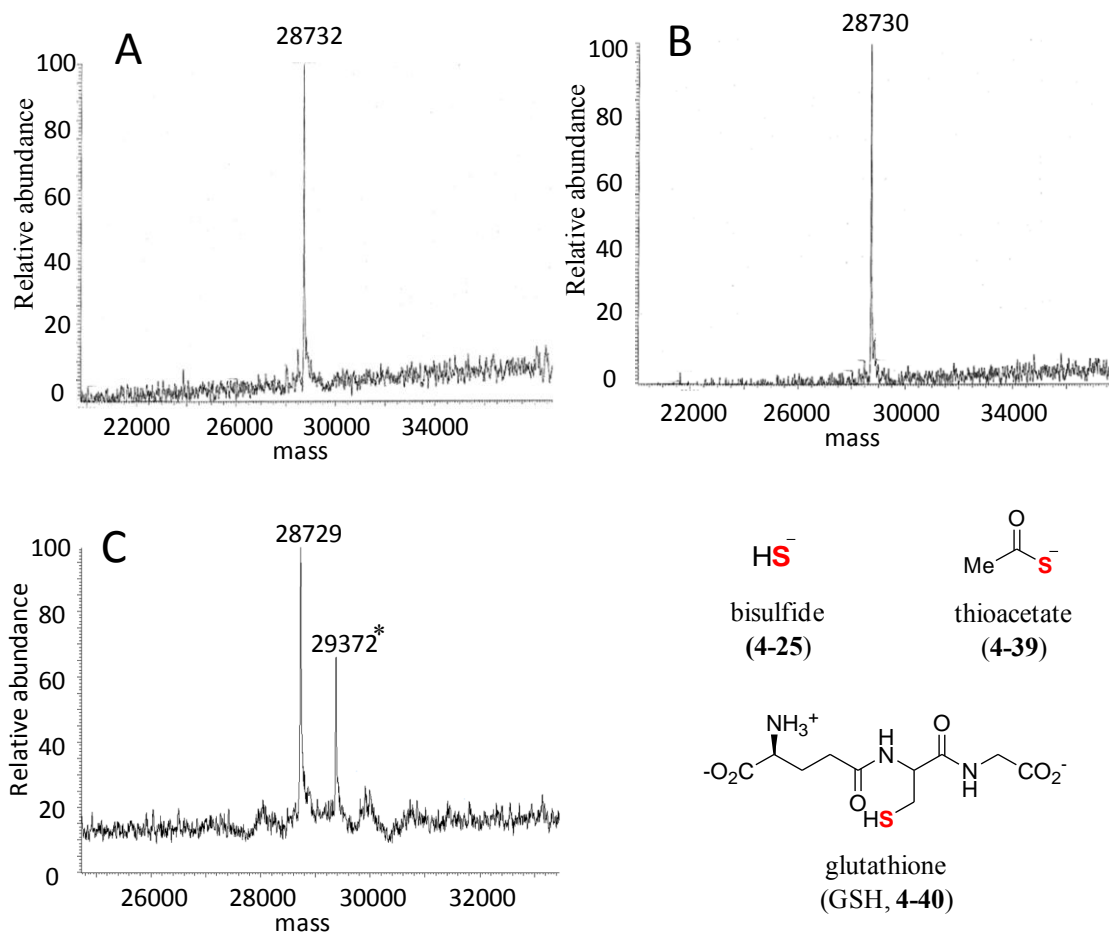 A
28732
Relative abundance
100
80
60
40
20
0
22000 26000 30000 34000
mass
B
28730
Relative abundance
100
80
60
40
20
0
22000 26000 30000 34000
mass
C
28729
29372*
Relative abundance
100
80
60
40
20
0
26000 28000 30000 32000
mass
HS⁻
bisulfide
(4-25)
O
Me S⁻
thioacetate
(4-39)
NH₃⁺ H N O
-O₂C O N H CO₂⁻
HS
glutathione
(GSH, 4-40)